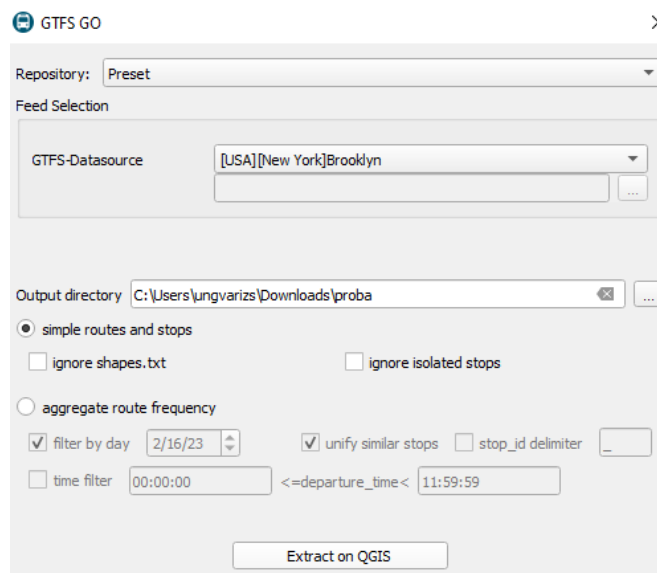 GTFS GO
Repository: Preset
Feed Selection
GTFS-Datasource [USA][New York]Brooklyn
...
Output directory C:\Users\ungvarizs\Downloads\proba ...
simple routes and stops
ignore shapes.txt ignore isolated stops
aggregate route frequency
filter by day 2/16/23 unify similar stops stop_id delimiter _
time filter 00:00:00 <=departure_time< 11:59:59
Extract on QGIS